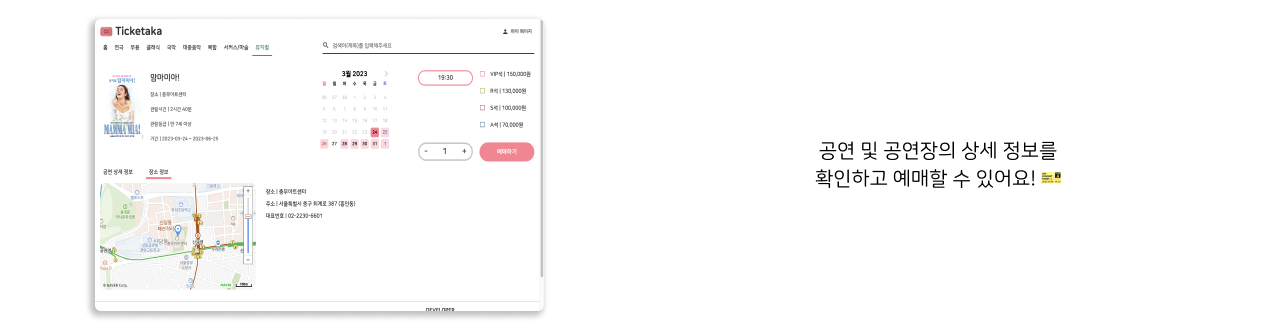 Ticketaka
마이 페이지
홈 연극 무용 클래식 국악 대중음악 복합 서커스/마술 뮤지컬
검색어(제목)를 입력해주세요
맘마미아!
장소 | 충무아트센터
관람시간 | 2시간 40분
관람등급 | 만 7세 이상
기간 | 2023-03-24 ~ 2023-06-25
MAMMA MIA!
3월 2023
일 월 화 수 목 금 토
26 27 28 1 2 3 4
5 6 7 8 9 10 11
12 13 14 15 16 17 18
19 20 21 22 23 24 25
26 27 28 29 30 31 1
19:30
VIP석 | 150,000원
R석 | 130,000원
S석 | 100,000원
A석 | 70,000원
- 1 +
예매하기
공연 상세 정보 장소 정보
장소 | 충무아트센터
주소 | 서울특별시 중구 퇴계로 387 (흥인동)
대표번호 | 02-2230-6601
© NAVER Corp.
NAVER
DEVELOPER
공연 및 공연장의 상세 정보를
확인하고 예매할 수 있어요!